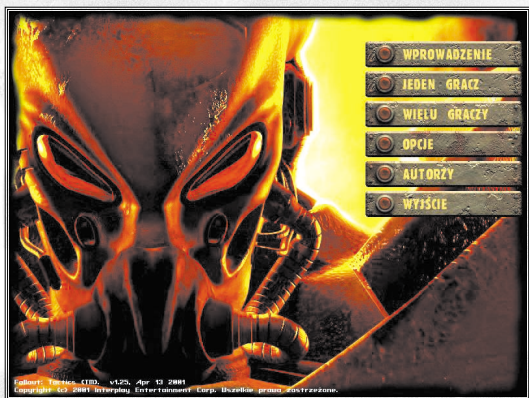 WPROWADZENIE
JEDEN GRACZ
WIELU GRACZY
OPCJE
AUTORZY
WYJŚCIE
Fallout: Tactics (TM). v1.25, Apr 13 2001
Copyright (c) 2001 Interplay Entertainment Corp. Wszelkie prawa zastrzeżone.